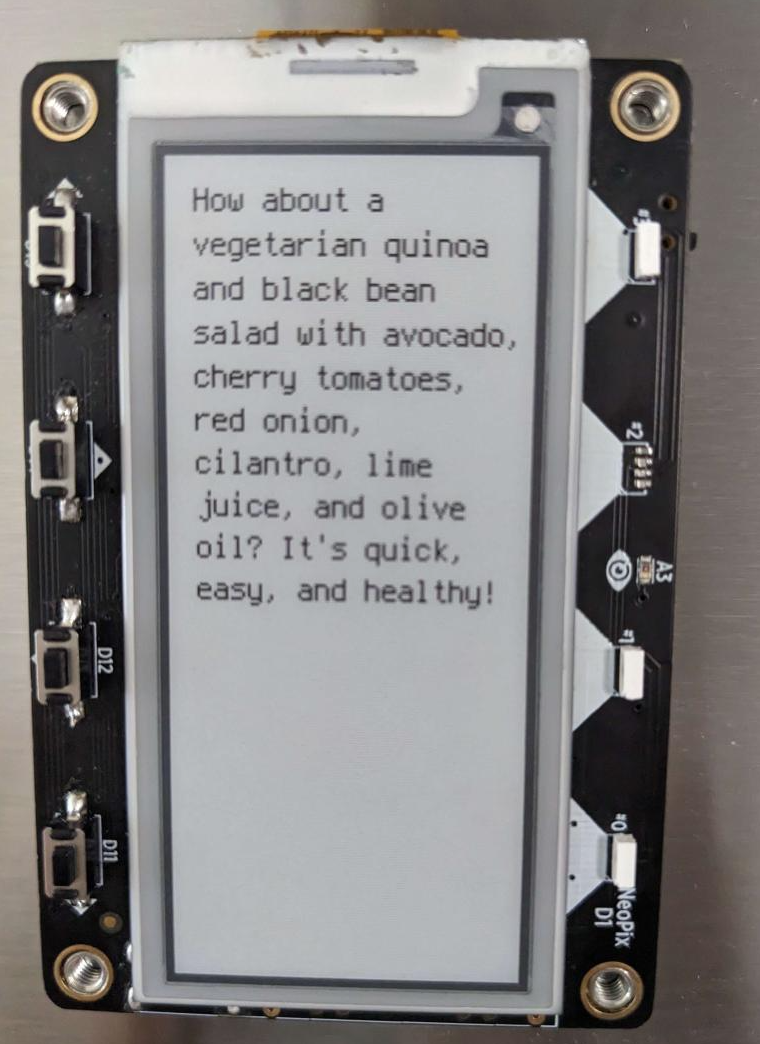 How about a
vegetarian quinoa
and black bean
salad with avocado,
cherry tomatoes,
red onion,
cilantro, lime
juice, and olive
oil? It's quick,
easy, and healthy!
#2
A3
#1
D12
#0
D11
NeoPix
D1